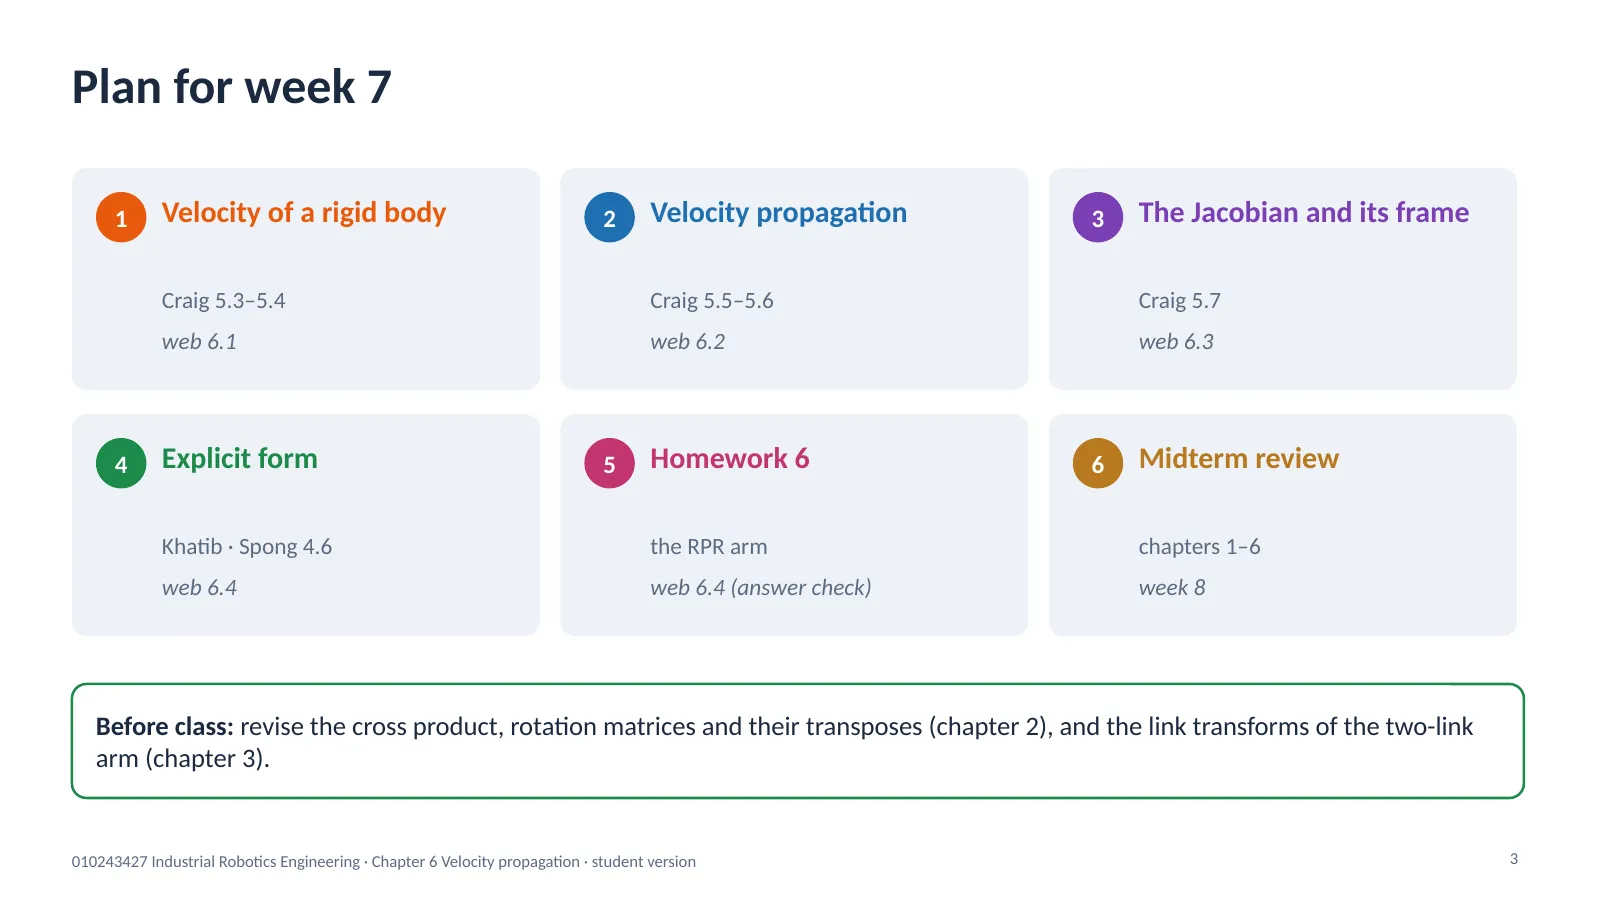 Plan for week 7
1 Velocity of a rigid body
Craig 5.3–5.4
web 6.1
2 Velocity propagation
Craig 5.5–5.6
web 6.2
3 The Jacobian and its frame
Craig 5.7
web 6.3
4 Explicit form
Khatib · Spong 4.6
web 6.4
5 Homework 6
the RPR arm
web 6.4 (answer check)
6 Midterm review
chapters 1–6
week 8
Before class: revise the cross product, rotation matrices and their transposes (chapter 2), and the link transforms of the two-link
arm (chapter 3).
010243427 Industrial Robotics Engineering · Chapter 6 Velocity propagation · student version
3